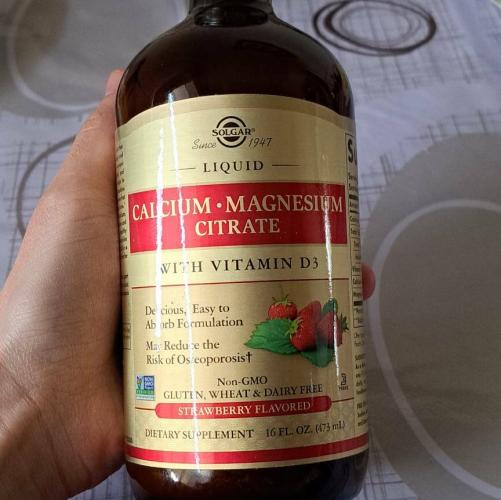 SOLGAR®
Since 1947
LIQUID
CALCIUM • MAGNESIUM
CITRATE
WITH VITAMIN D3
Delicious, Easy to
Absorb Formulation
May Reduce the
Risk of Osteoporosis†
Non-GMO
GLUTEN, WHEAT & DAIRY FREE
STRAWBERRY FLAVORED
DIETARY SUPPLEMENT 16 FL. OZ. (473 mL)